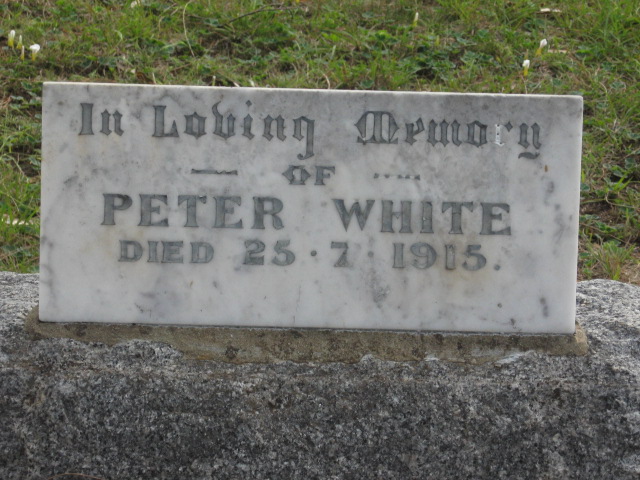 In Loving Memory
OF
PETER WHITE
DIED 25·7·1915.